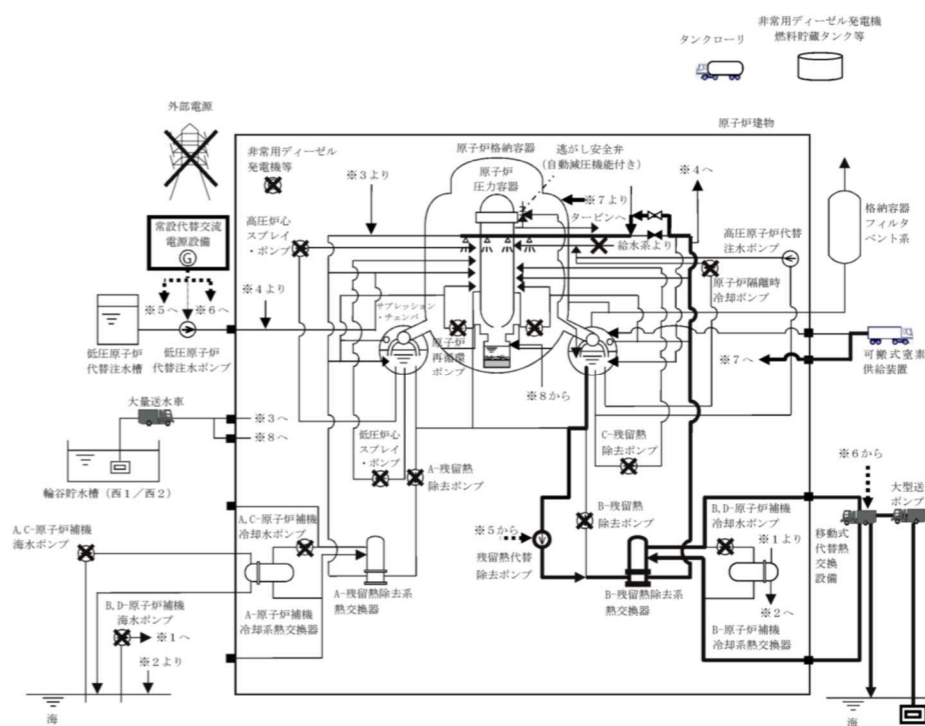 タンクローリ
非常用ディーゼル発電機
燃料貯蔵タンク等
外部電源
原子炉建物
非常用ディーゼル
発電機等
※3より
原子炉格納容器
原子炉
圧力容器
逃がし安全弁
(自動減圧機能付き)
※7より
タービンへ
※4へ
格納容器
フィルタ
ベント系
常設代替交流
電源設備
G
高圧炉心
スプレイ
・ポンプ
給水系より
高圧原子炉代替
注水ポンプ
原子炉隔離時
冷却ポンプ
※5へ
※6へ
※4より
サプレッション
・チェンバ
低圧原子炉
代替注水槽
低圧原子炉
代替注水ポンプ
原子炉
再循環
ポンプ
※7へ
可搬式窒素
供給装置
※8から
大量送水車
※3へ
※8へ
低圧炉心
スプレイ
・ポンプ
A-残留熱
除去ポンプ
C-残留熱
除去ポンプ
輪谷貯水槽(西1/西2)
※6から
大型送
ポンプ
A,C-原子炉補機
海水ポンプ
A,C-原子炉補機
冷却水ポンプ
※5から
残留熱代替
除去ポンプ
B-残留熱
除去ポンプ
B,D-原子炉補機
冷却水ポンプ
※1より
移動式
代替熱
交換
設備
A-残留熱除去系
熱交換器
B-残留熱除去系
熱交換器
※2へ
B,D-原子炉補機
海水ポンプ
※1へ
※2より
A-原子炉補機
冷却系熱交換器
B-原子炉補機
冷却系熱交換器
海
海